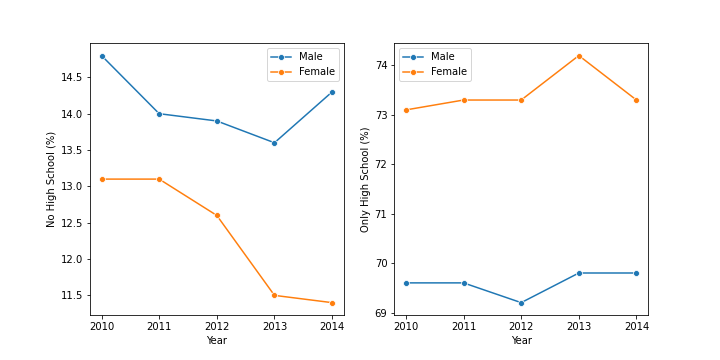 No High School (%)
14.5
14.0
13.5
13.0
12.5
12.0
11.5
2010 2011 2012 2013 2014
Year
Male
Female
Only High School (%)
74
73
72
71
70
69
2010 2011 2012 2013 2014
Year
Male
Female